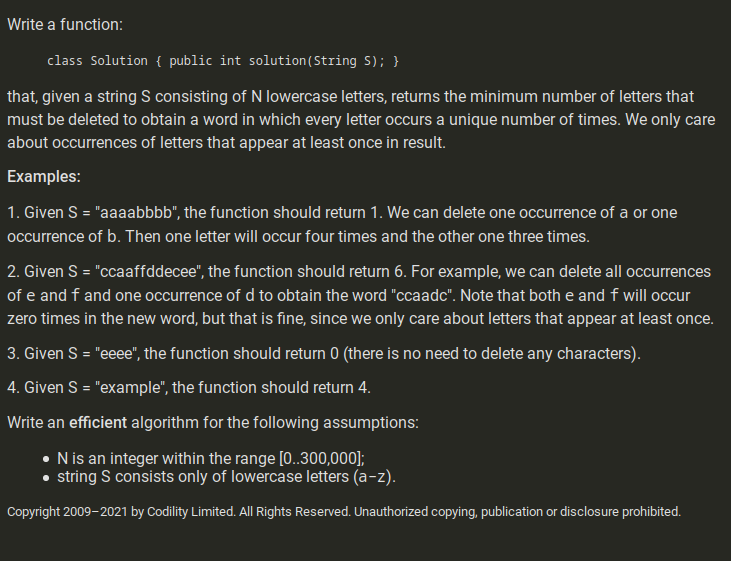 Write a function:
class Solution { public int solution(String S); }
that, given a string S consisting of N lowercase letters, returns the minimum number of letters that
must be deleted to obtain a word in which every letter occurs a unique number of times. We only care
about occurrences of letters that appear at least once in result.
Examples:
1. Given S = "aaaabbbb", the function should return 1. We can delete one occurrence of a or one
occurrence of b. Then one letter will occur four times and the other one three times.
2. Given S = "ccaaffddecee", the function should return 6. For example, we can delete all occurrences
of e and f and one occurrence of d to obtain the word "ccaadc". Note that both e and f will occur
zero times in the new word, but that is fine, since we only care about letters that appear at least once.
3. Given S = "eeee", the function should return 0 (there is no need to delete any characters).
4. Given S = "example", the function should return 4.
Write an efficient algorithm for the following assumptions:
• N is an integer within the range [0..300,000];
• string S consists only of lowercase letters (a−z).
Copyright 2009–2021 by Codility Limited. All Rights Reserved. Unauthorized copying, publication or disclosure prohibited.